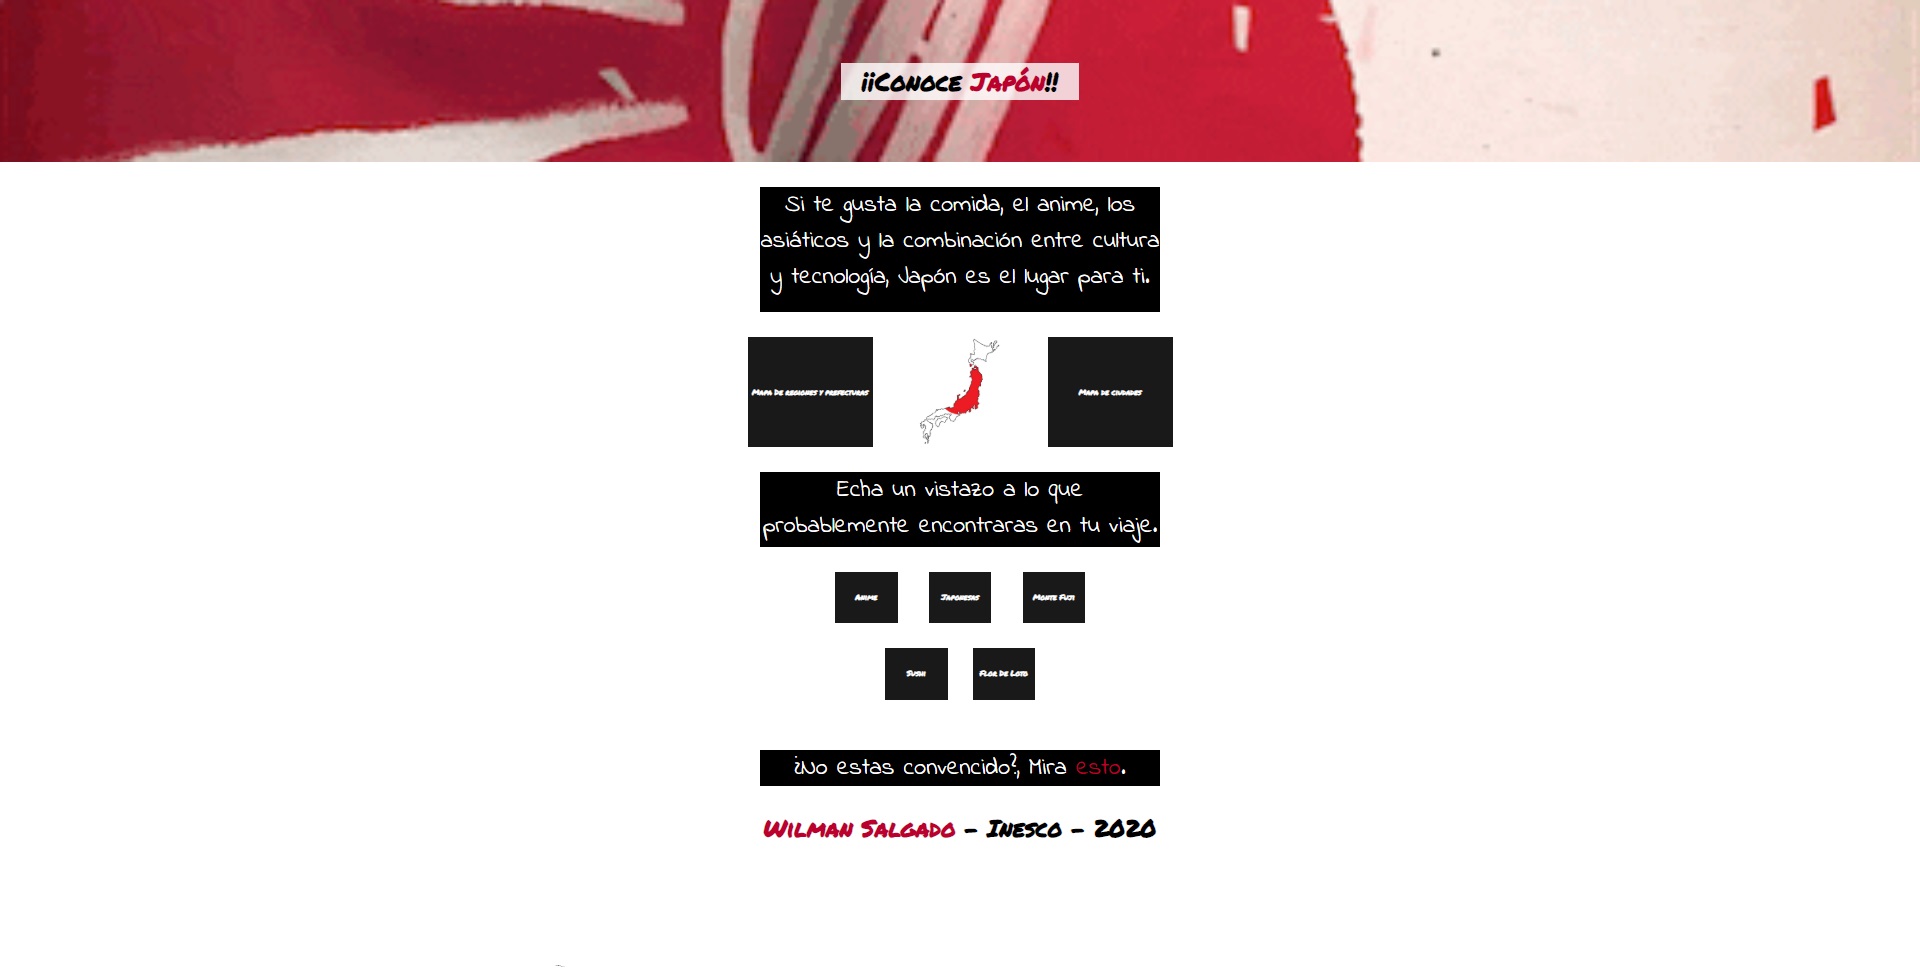 ¡¡Conoce Japón!!
Si te gusta la comida, el anime, los
asiáticos y la combinación entre cultura
y tecnología, Japón es el lugar para ti.
Mapa De regiones y prefecturas
Mapa de ciudades
Echa un vistazo a lo que
probablemente encontraras en tu viaje.
Anime
Japonesas
Monte Fuji
Sushi
Flor De Loto
¿No estas convencido?, Mira esto.
Wilman Salgado - Inesco - 2020